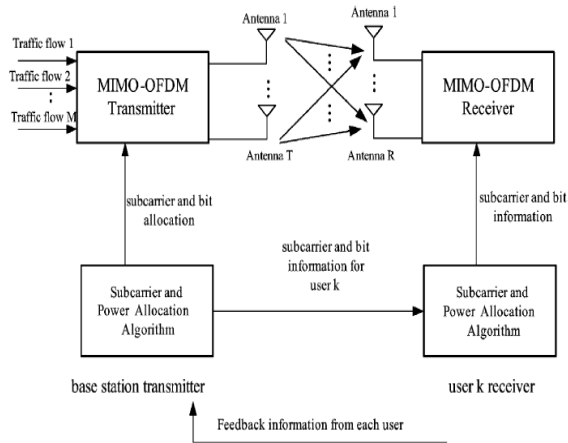 Traffic flow 1
Traffic flow 2
Traffic flow M
MIMO-OFDM
Transmitter
Antenna 1
Antenna T
Antenna 1
Antenna R
MIMO-OFDM
Receiver
subcarrier and bit
allocation
subcarrier and bit
information
subcarrier and bit
information for
user k
Subcarrier and
Power Allocation
Algorithm
Subcarrier and
Power Allocation
Algorithm
base station transmitter
user k receiver
Feedback information from each user